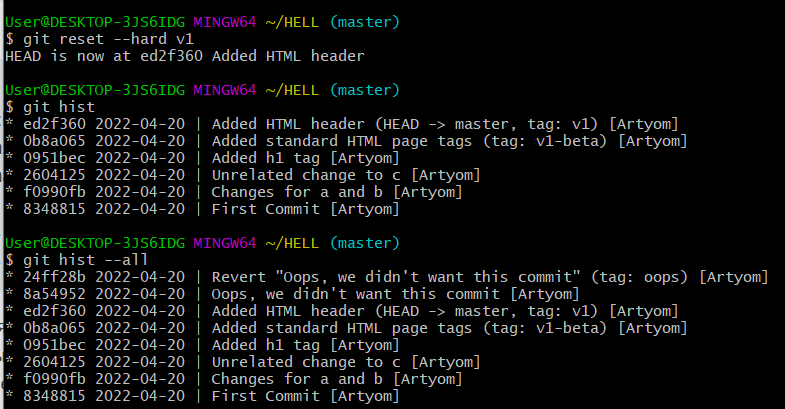 User@DESKTOP-3JS6IDG MINGW64 ~/HELL (master)
$ git reset --hard v1
HEAD is now at ed2f360 Added HTML header
User@DESKTOP-3JS6IDG MINGW64 ~/HELL (master)
$ git hist
* ed2f360 2022-04-20 | Added HTML header (HEAD -> master, tag: v1) [Artyom]
* 0b8a065 2022-04-20 | Added standard HTML page tags (tag: v1-beta) [Artyom]
* 0951bec 2022-04-20 | Added h1 tag [Artyom]
* 2604125 2022-04-20 | Unrelated change to c [Artyom]
* f0990fb 2022-04-20 | Changes for a and b [Artyom]
* 8348815 2022-04-20 | First Commit [Artyom]
User@DESKTOP-3JS6IDG MINGW64 ~/HELL (master)
$ git hist --all
* 24ff28b 2022-04-20 | Revert "Oops, we didn't want this commit" (tag: oops) [Artyom]
* 8a54952 2022-04-20 | Oops, we didn't want this commit [Artyom]
* ed2f360 2022-04-20 | Added HTML header (HEAD -> master, tag: v1) [Artyom]
* 0b8a065 2022-04-20 | Added standard HTML page tags (tag: v1-beta) [Artyom]
* 0951bec 2022-04-20 | Added h1 tag [Artyom]
* 2604125 2022-04-20 | Unrelated change to c [Artyom]
* f0990fb 2022-04-20 | Changes for a and b [Artyom]
* 8348815 2022-04-20 | First Commit [Artyom]